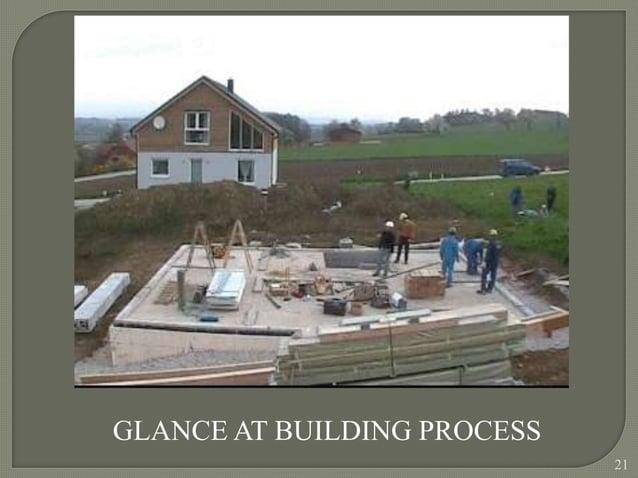 GLANCE AT BUILDING PROCESS
21